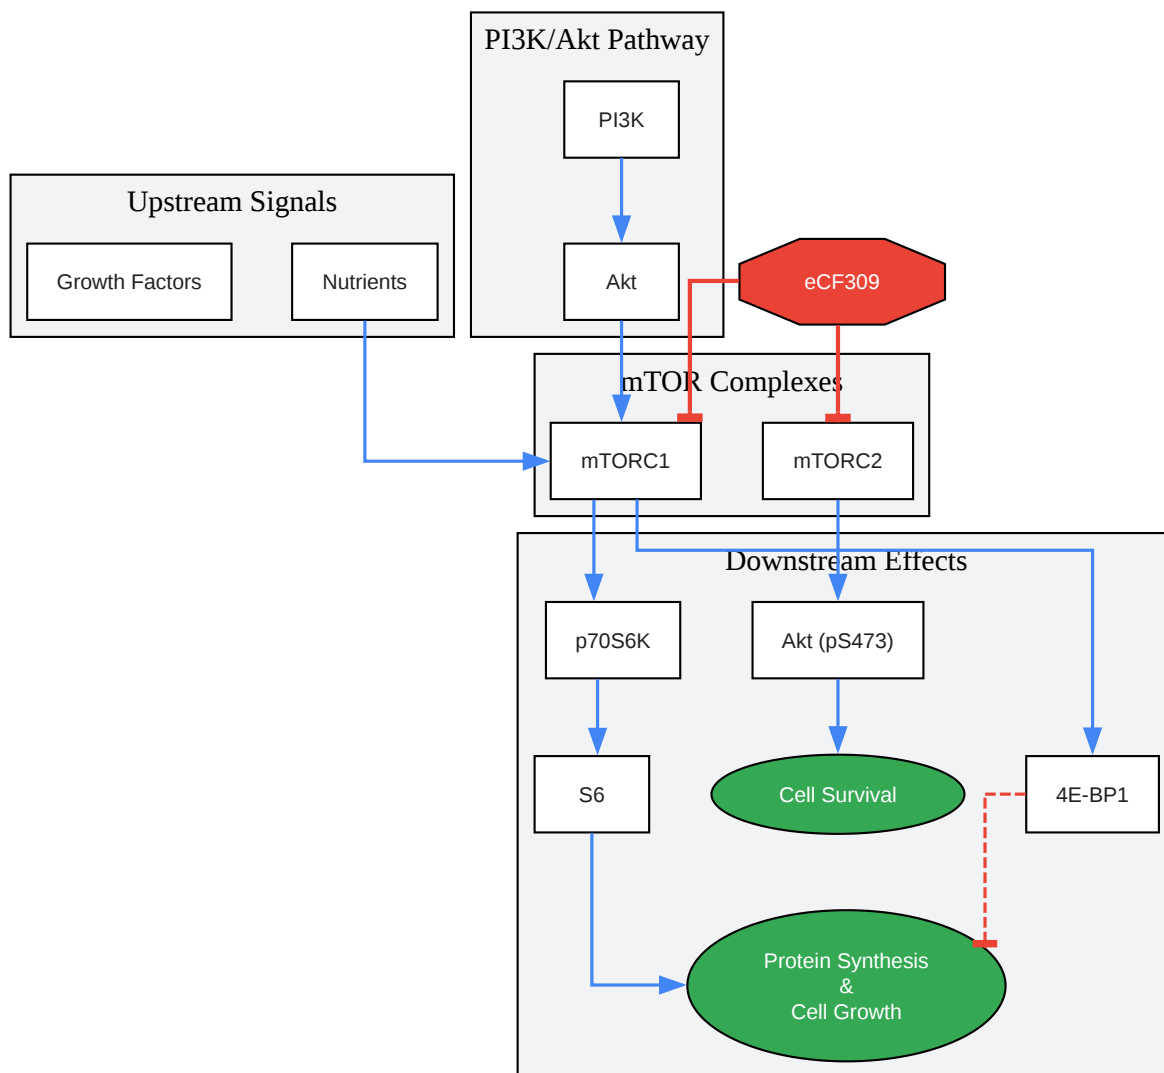 PI3K/Akt Pathway
PI3K
Upstream Signals
Growth Factors
Nutrients
Akt
eCF309
mTOR Complexes
mTORC1
mTORC2
Downstream Effects
p70S6K
Akt (pS473)
S6
Cell Survival
4E-BP1
Protein Synthesis
&
Cell Growth